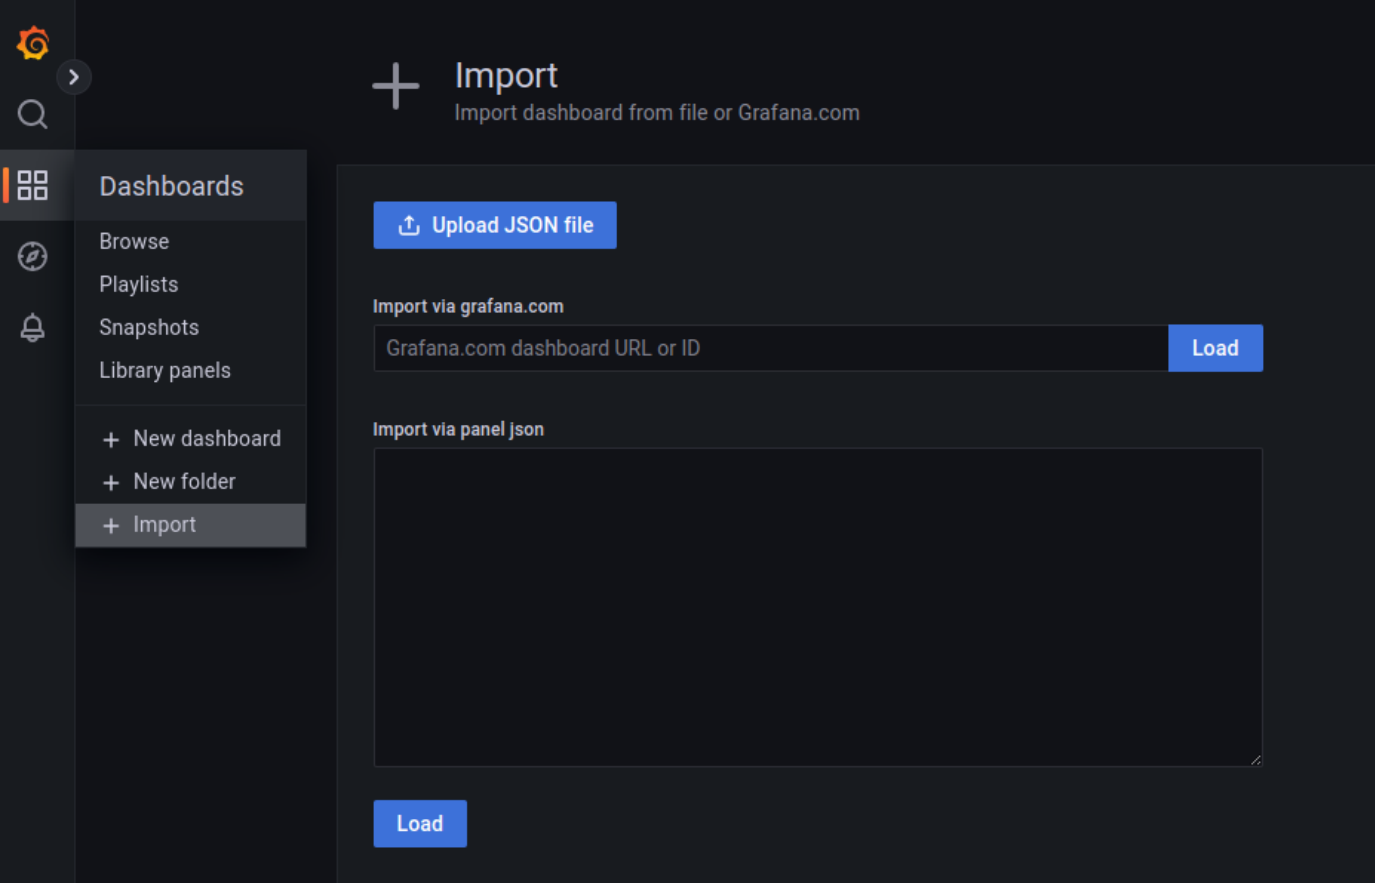 Import
Import dashboard from file or Grafana.com
Dashboards
Browse
Playlists
Snapshots
Library panels
+ New dashboard
+ New folder
+ Import
Upload JSON file
Import via grafana.com
Grafana.com dashboard URL or ID
Load
Import via panel json
Load